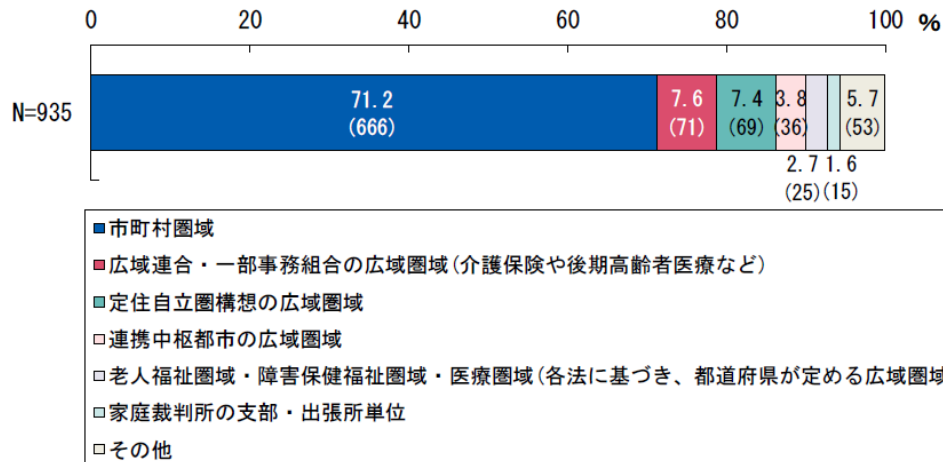 0 20 40 60 80 100 %
N=935
71.2 7.6 7.4 3.8 5.7
(666) (71) (69) (36) (53)
2.7 1.6
(25) (15)
市町村圏域
広域連合・一部事務組合の広域圏域(介護保険や後期高齢者医療など)
定住自立圏構想の広域圏域
連携中枢都市の広域圏域
老人福祉圏域・障害保健福祉圏域・医療圏域(各法に基づき、都道府県が定める広域圏域
家庭裁判所の支部・出張所単位
その他